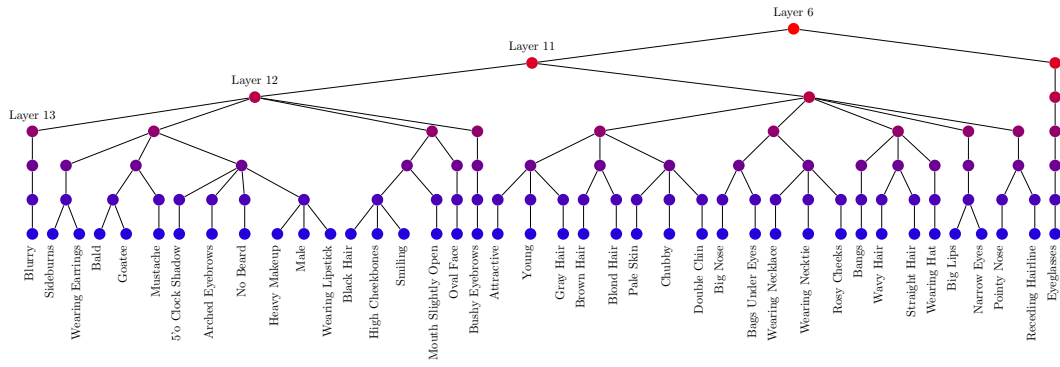 Layer 6
Layer 11
Layer 12
Layer 13
Blurry
Sideburns
Wearing Earrings
Bald
Goatee
Mustache
5'o Clock Shadow
Arched Eyebrows
No Beard
Heavy Makeup
Male
Wearing Lipstick
Black Hair
High Cheekbones
Smiling
Mouth Slightly Open
Oval Face
Bushy Eyebrows
Attractive
Young
Gray Hair
Brown Hair
Blond Hair
Pale Skin
Chubby
Double Chin
Big Nose
Bags Under Eyes
Wearing Necklace
Wearing Necktie
Rosy Cheeks
Bangs
Wavy Hair
Straight Hair
Wearing Hat
Big Lips
Narrow Eyes
Pointy Nose
Receding Hairline
Eyeglasses